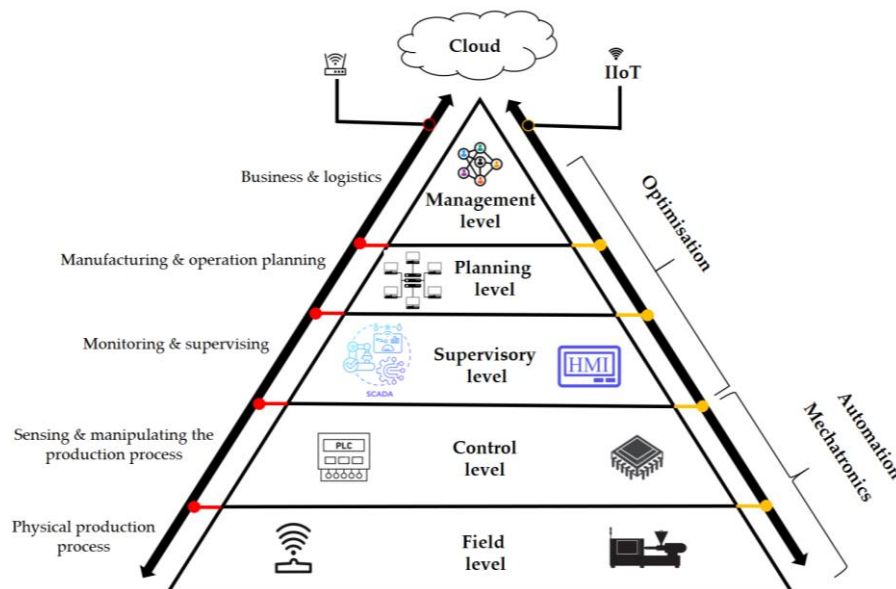 Cloud
IIoT
Business & logistics
Management
level
Optimisation
Manufacturing & operation planning
Planning
level
Monitoring & supervising
Supervisory
level
SCADA
HMI
Sensing & manipulating the
production process
PLC
Control
level
Automation
Mechatronics
Physical production
process
Field
level